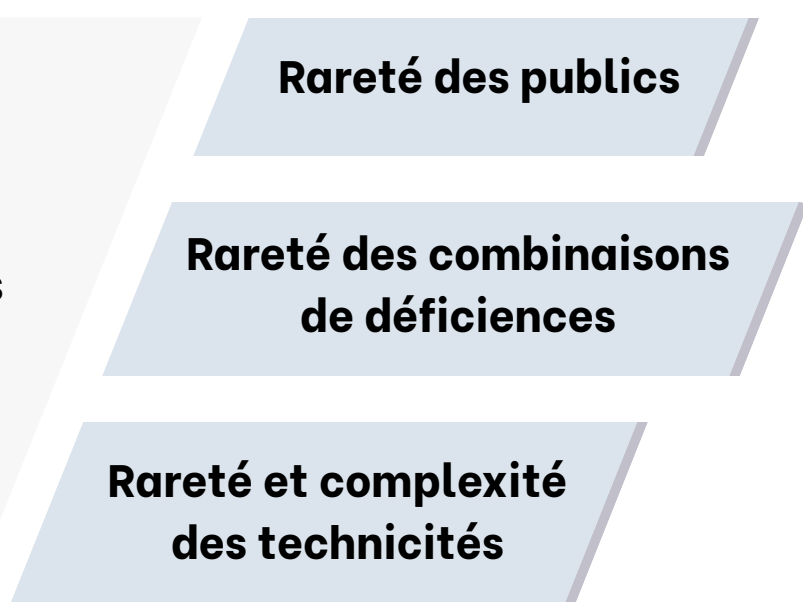 Rareté des publics
Rareté des combinaisons
de déficiences
Rareté et complexité
des technicités